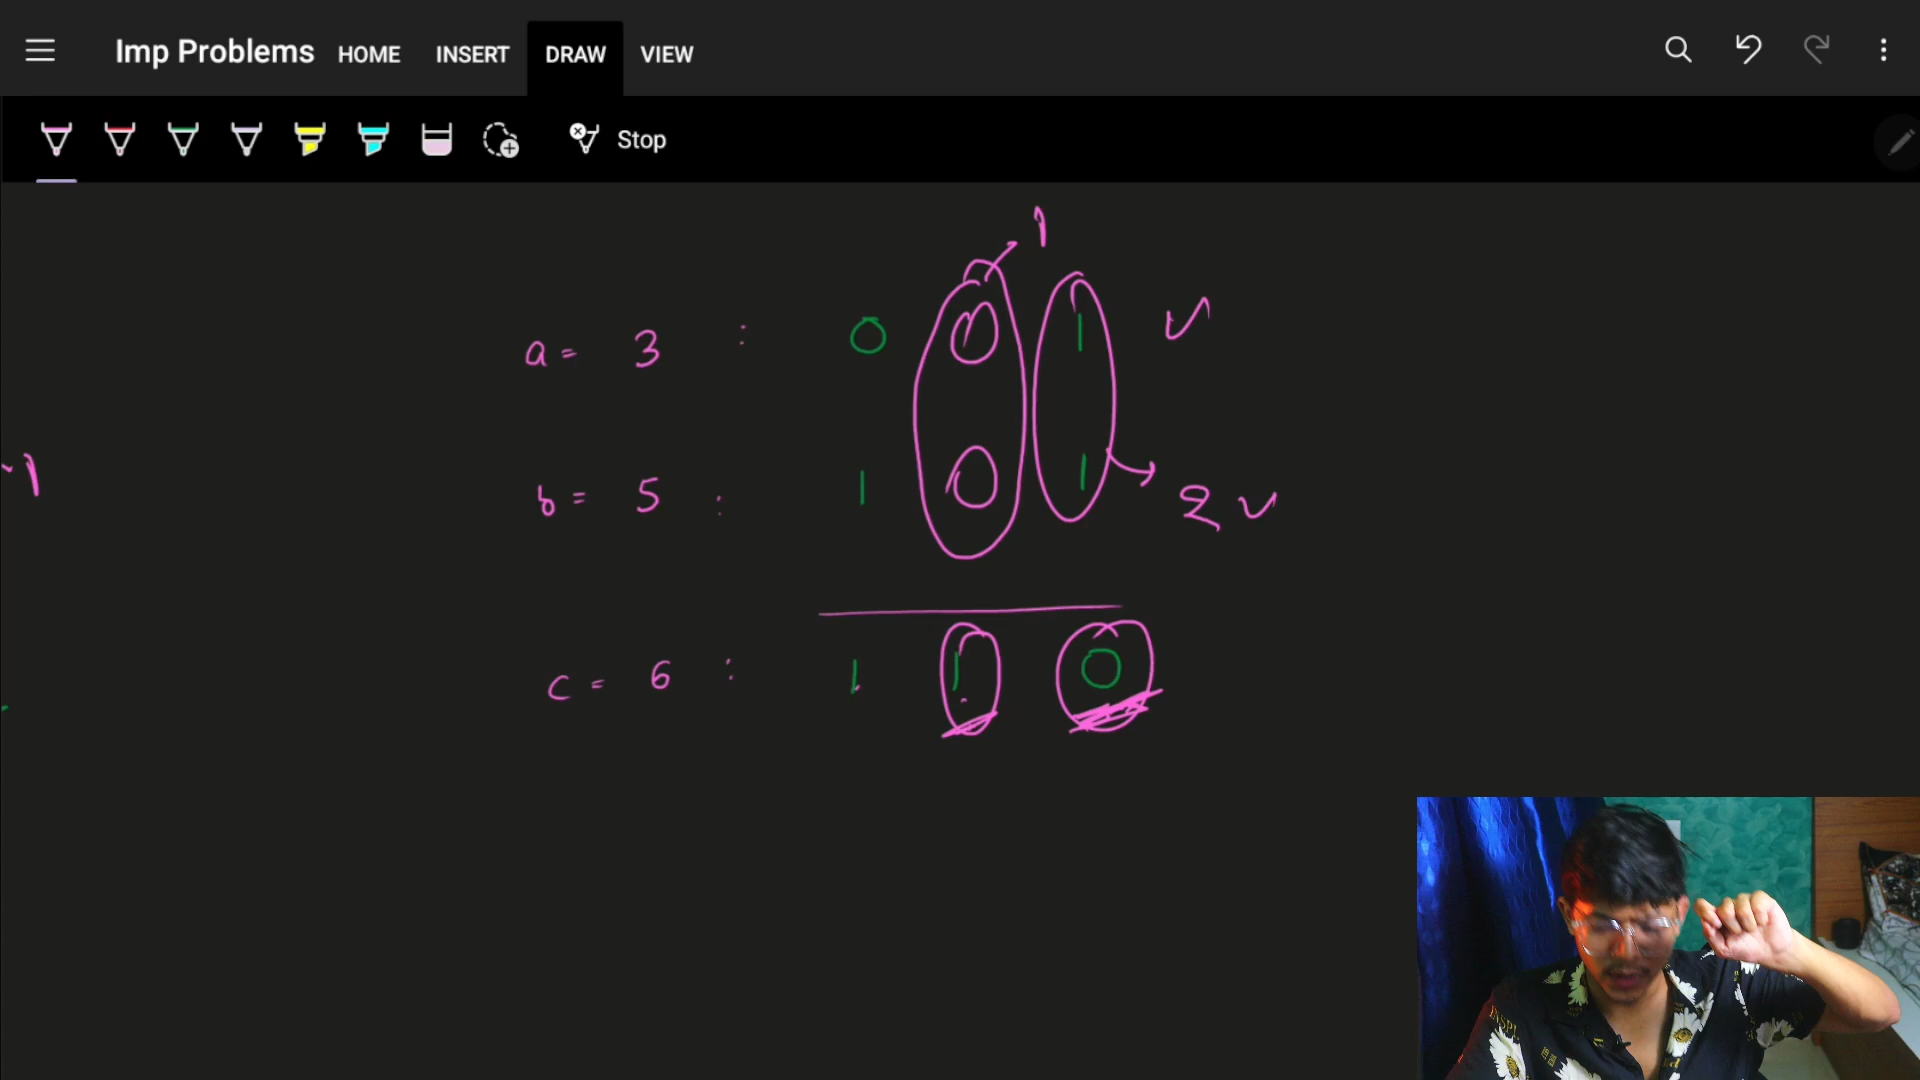 Imp Problems HOME INSERT DRAW VIEW
Stop
1
a = 3 : 0 0 1
b = 5 : 1 0 1
2
c = 6 : 1 1 0